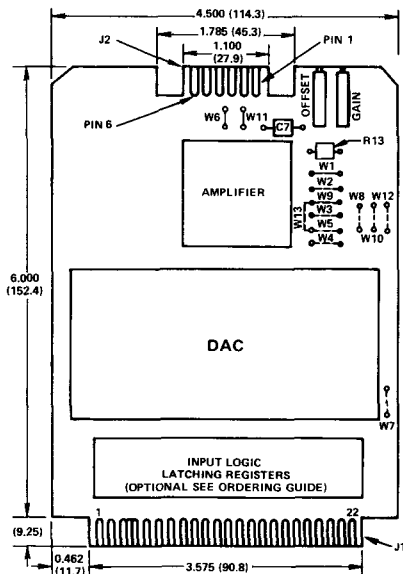 4.500 (114.3)
1.785 (45.3)
J2
1.100
(27.9)
PIN 1
PIN 6
W6
W11
C7
OFFSET
GAIN
R13
AMPLIFIER
W1
W2
W9
W3
W5
W4
W13
W8
W12
W10
6.000
(152.4)
DAC
W7
INPUT LOGIC
LATCHING REGISTERS
(OPTIONAL SEE ORDERING GUIDE)
1
22
(9.25)
J1
0.462
(11.7)
3.575 (90.8)